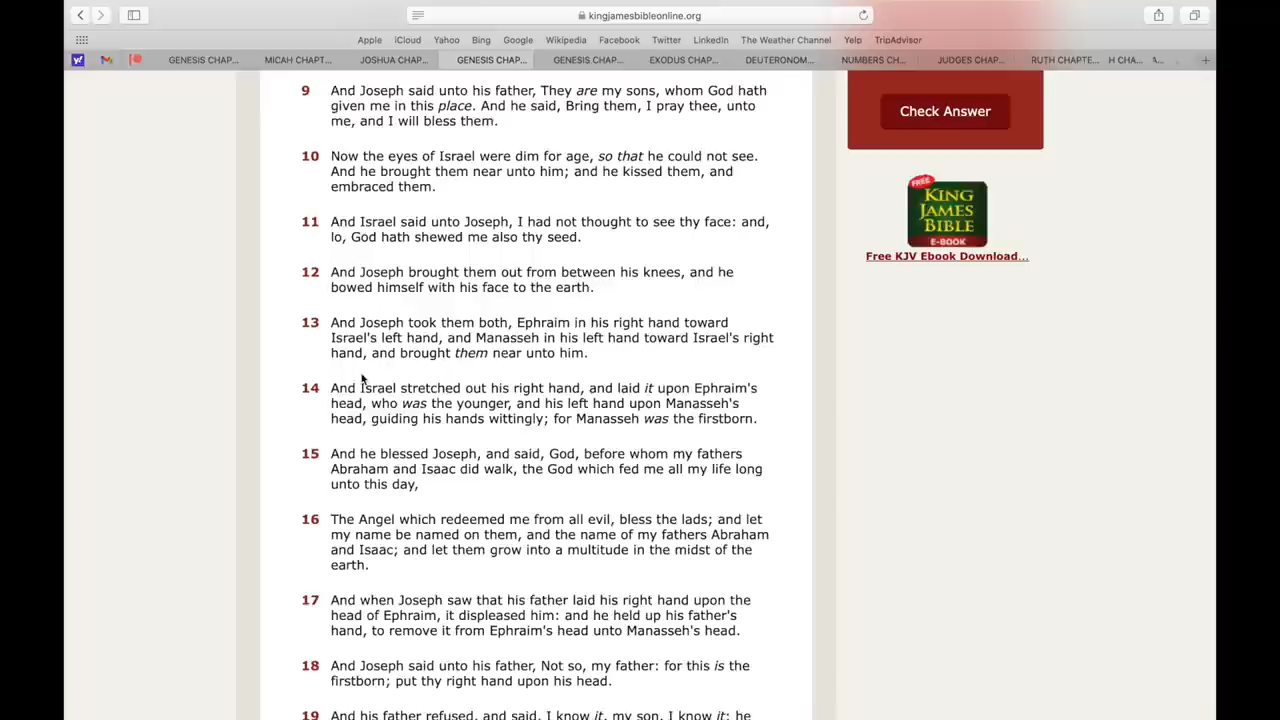 kingjamesbibleonline.org
Apple iCloud Yahoo Bing Google Wikipedia Facebook Twitter LinkedIn The Weather Channel Yelp TripAdvisor
GENESIS CHAP... MICAH CHAPT... JOSHUA CHAP... GENESIS CHAP... GENESIS CHAP... EXODUS CHAP... DEUTERONOM... NUMBERS CH... JUDGES CHAP... RUTH CHAPTE... H CHA...
9 And Joseph said unto his father, They are my sons, whom God hath
given me in this place. And he said, Bring them, I pray thee, unto
me, and I will bless them.
10 Now the eyes of Israel were dim for age, so that he could not see.
And he brought them near unto him; and he kissed them, and
embraced them.
11 And Israel said unto Joseph, I had not thought to see thy face: and,
lo, God hath shewed me also thy seed.
12 And Joseph brought them out from between his knees, and he
bowed himself with his face to the earth.
13 And Joseph took them both, Ephraim in his right hand toward
Israel's left hand, and Manasseh in his left hand toward Israel's right
hand, and brought them near unto him.
14 And Israel stretched out his right hand, and laid it upon Ephraim's
head, who was the younger, and his left hand upon Manasseh's
head, guiding his hands wittingly; for Manasseh was the firstborn.
15 And he blessed Joseph, and said, God, before whom my fathers
Abraham and Isaac did walk, the God which fed me all my life long
unto this day,
16 The Angel which redeemed me from all evil, bless the lads; and let
my name be named on them, and the name of my fathers Abraham
and Isaac; and let them grow into a multitude in the midst of the
earth.
17 And when Joseph saw that his father laid his right hand upon the
head of Ephraim, it displeased him: and he held up his father's
hand, to remove it from Ephraim's head unto Manasseh's head.
18 And Joseph said unto his father, Not so, my father: for this is the
firstborn; put thy right hand upon his head.
19 And his father refused, and said, I know it, my son, I know it: he
Check Answer
FREE
KING
JAMES
BIBLE
E-BOOK
Free KJV Ebook Download...